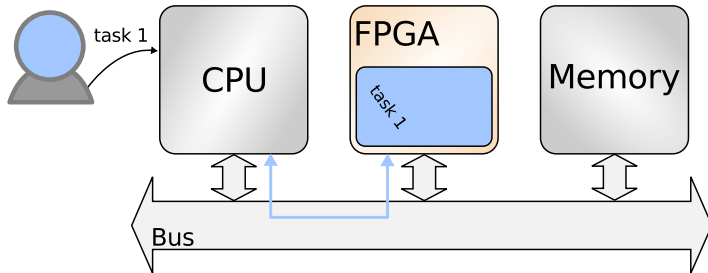 task 1
CPU
FPGA
task 1
Memory
Bus